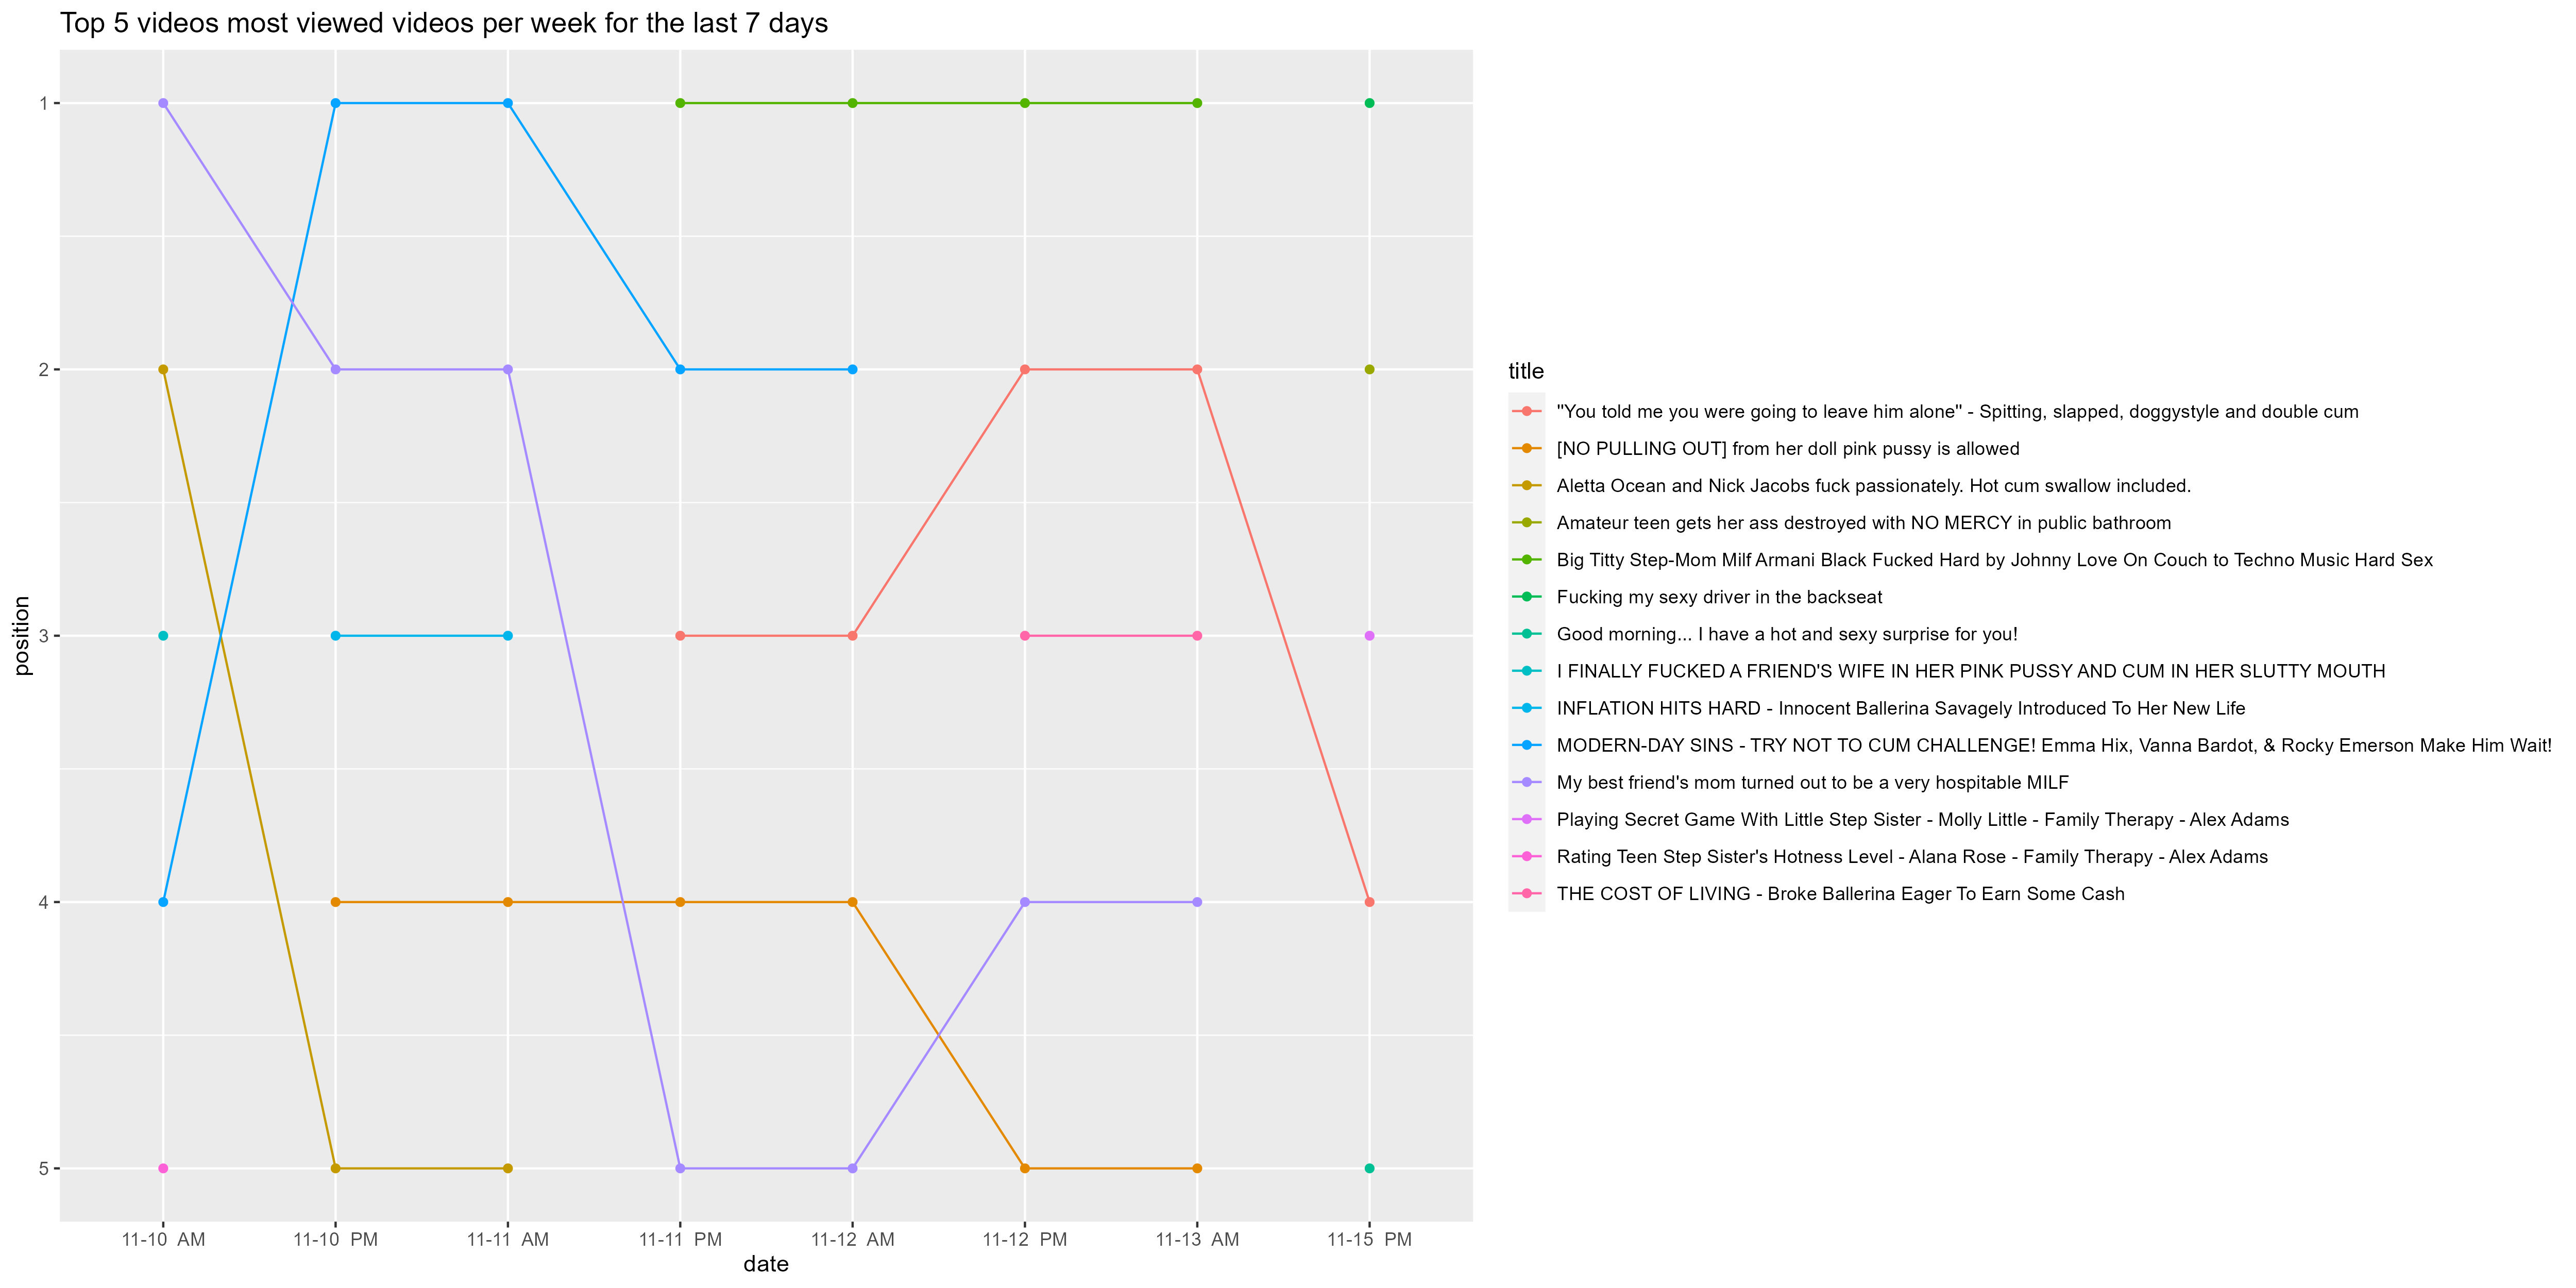 Top 5 videos most viewed videos per week for the last 7 days
1
2
3
4
5
position
11-10 AM
11-10 PM
11-11 AM
11-11 PM
11-12 AM
11-12 PM
11-13 AM
11-15 PM
date
title
"You told me you were going to leave him alone" - Spitting, slapped, doggystyle and double cum
[NO PULLING OUT] from her doll pink pussy is allowed
Aletta Ocean and Nick Jacobs fuck passionately. Hot cum swallow included.
Amateur teen gets her ass destroyed with NO MERCY in public bathroom
Big Titty Step-Mom Milf Armani Black Fucked Hard by Johnny Love On Couch to Techno Music Hard Sex
Fucking my sexy driver in the backseat
Good morning... I have a hot and sexy surprise for you!
I FINALLY FUCKED A FRIEND'S WIFE IN HER PINK PUSSY AND CUM IN HER SLUTTY MOUTH
INFLATION HITS HARD - Innocent Ballerina Savagely Introduced To Her New Life
MODERN-DAY SINS - TRY NOT TO CUM CHALLENGE! Emma Hix, Vanna Bardot, & Rocky Emerson Make Him Wait!
My best friend's mom turned out to be a very hospitable MILF
Playing Secret Game With Little Step Sister - Molly Little - Family Therapy - Alex Adams
Rating Teen Step Sister's Hotness Level - Alana Rose - Family Therapy - Alex Adams
THE COST OF LIVING - Broke Ballerina Eager To Earn Some Cash